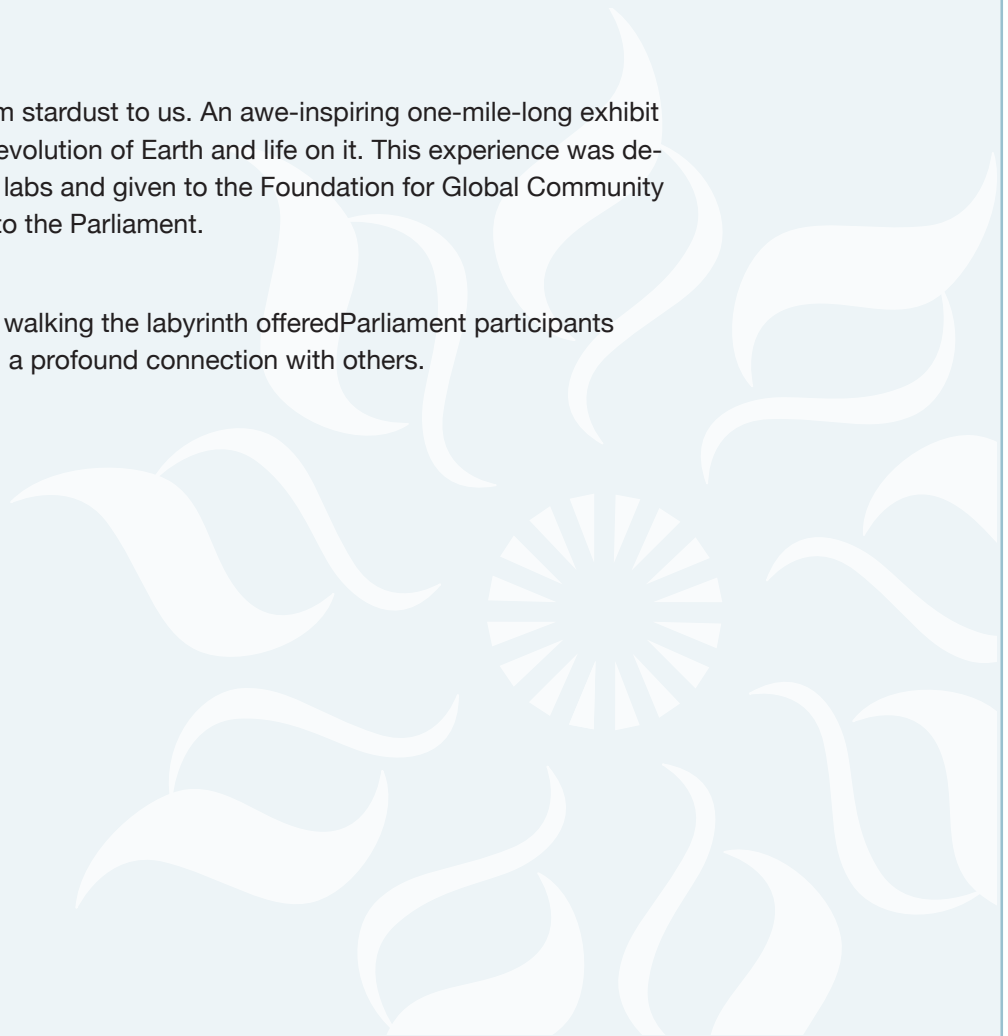 m stardust to us. An awe-inspiring one-mile-long exhibit
evolution of Earth and life on it. This experience was de-
labs and given to the Foundation for Global Community
to the Parliament.
walking the labyrinth offeredParliament participants
a profound connection with others.